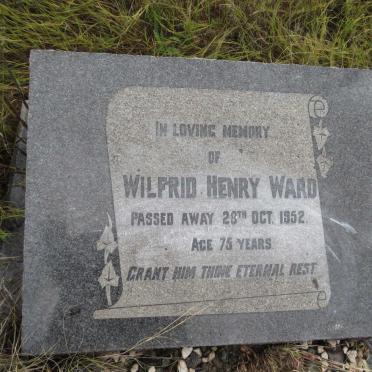 IN LOVING MEMORY
OF
WILFRID HENRY WARD
PASSED AWAY 28TH OCT. 1952.
AGE 75 YEARS
GRANT HIM THINE ETERNAL REST.